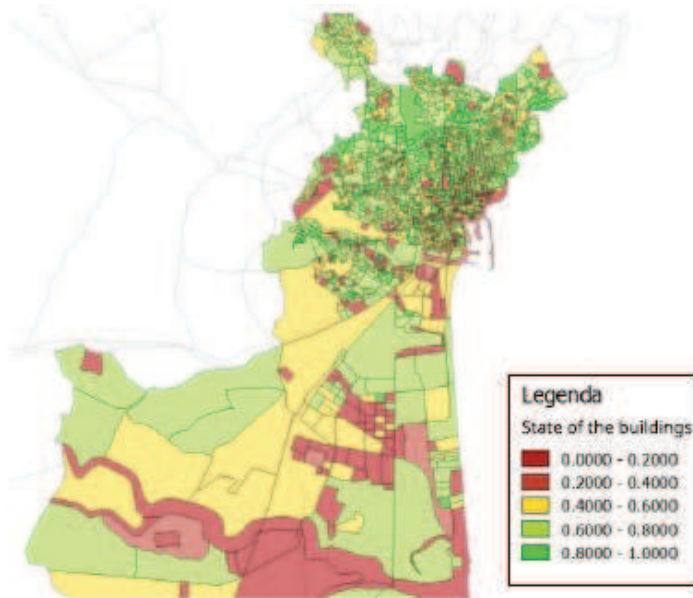 Legenda
State of the buildings
0.0000 - 0.2000
0.2000 - 0.4000
0.4000 - 0.6000
0.6000 - 0.8000
0.8000 - 1.0000